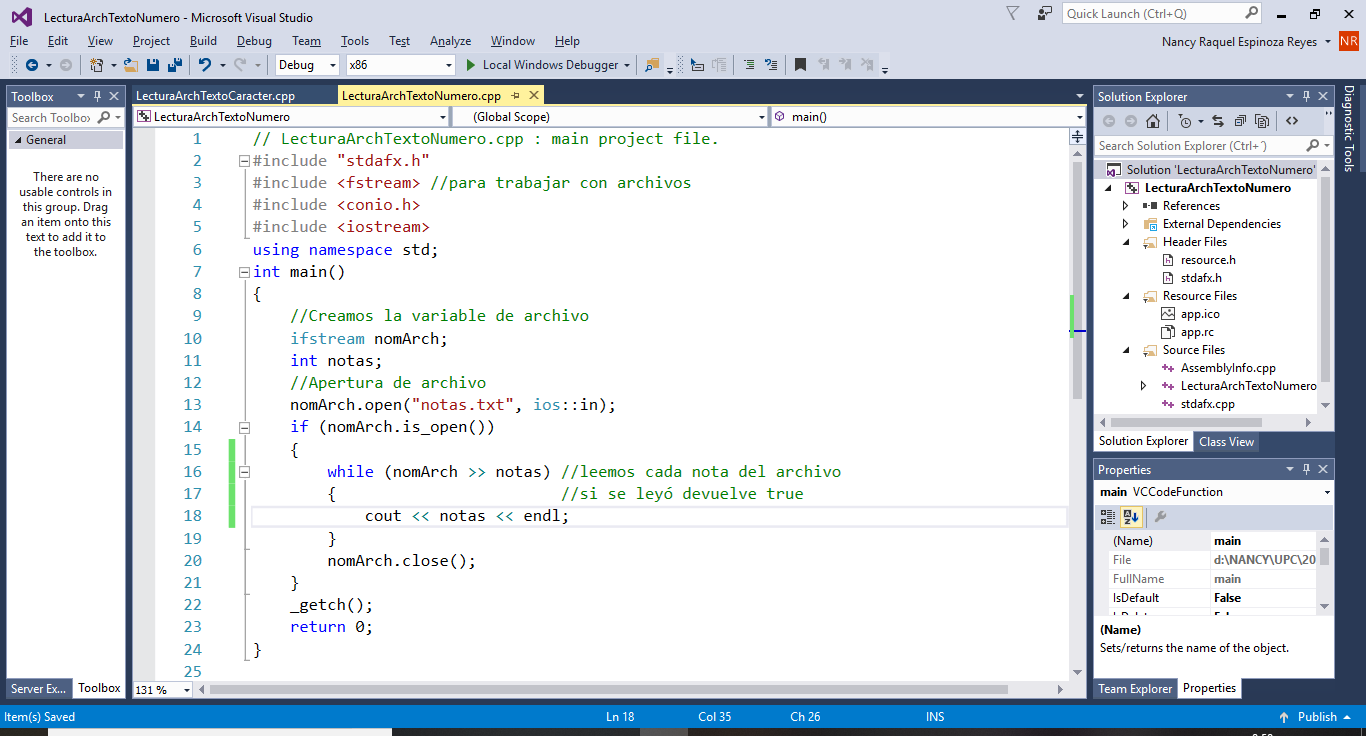 LecturaArchTextoNumero - Microsoft Visual Studio
Quick Launch (Ctrl+Q)
File Edit View Project Build Debug Team Tools Test Analyze Window Help
Nancy Raquel Espinoza Reyes NR
Debug x86 Local Windows Debugger
Toolbox
Search Toolbox
General
There are no
usable controls in
this group. Drag
an item onto this
text to add it to
the toolbox.
Server Ex... Toolbox
LecturaArchTextoCaracter.cpp LecturaArchTextoNumero.cpp
LecturaArchTextoNumero (Global Scope) main()
1 // LecturaArchTextoNumero.cpp : main project file.
2 #include "stdafx.h"
3 #include <fstream> //para trabajar con archivos
4 #include <conio.h>
5 #include <iostream>
6 using namespace std;
7 int main()
8 {
9 //Creamos la variable de archivo
10 ifstream nomArch;
11 int notas;
12 //Apertura de archivo
13 nomArch.open("notas.txt", ios::in);
14 if (nomArch.is_open())
15 {
16 while (nomArch >> notas) //leemos cada nota del archivo
17 { //si se leyó devuelve true
18 cout << notas << endl;
19 }
20 nomArch.close();
21 }
22 _getch();
23 return 0;
24 }
25
131 %
Solution Explorer
Search Solution Explorer (Ctrl+´)
Solution 'LecturaArchTextoNumero'
LecturaArchTextoNumero
References
External Dependencies
Header Files
resource.h
stdafx.h
Resource Files
app.ico
app.rc
Source Files
AssemblyInfo.cpp
LecturaArchTextoNumero
stdafx.cpp
Solution Explorer Class View
Diagnostic Tools
Properties
main VCCodeFunction
(Name) main
File d:\NANCY\UPC\20
FullName main
IsDefault False
(Name)
Sets/returns the name of the object.
Team Explorer Properties
Item(s) Saved Ln 18 Col 35 Ch 26 INS Publish